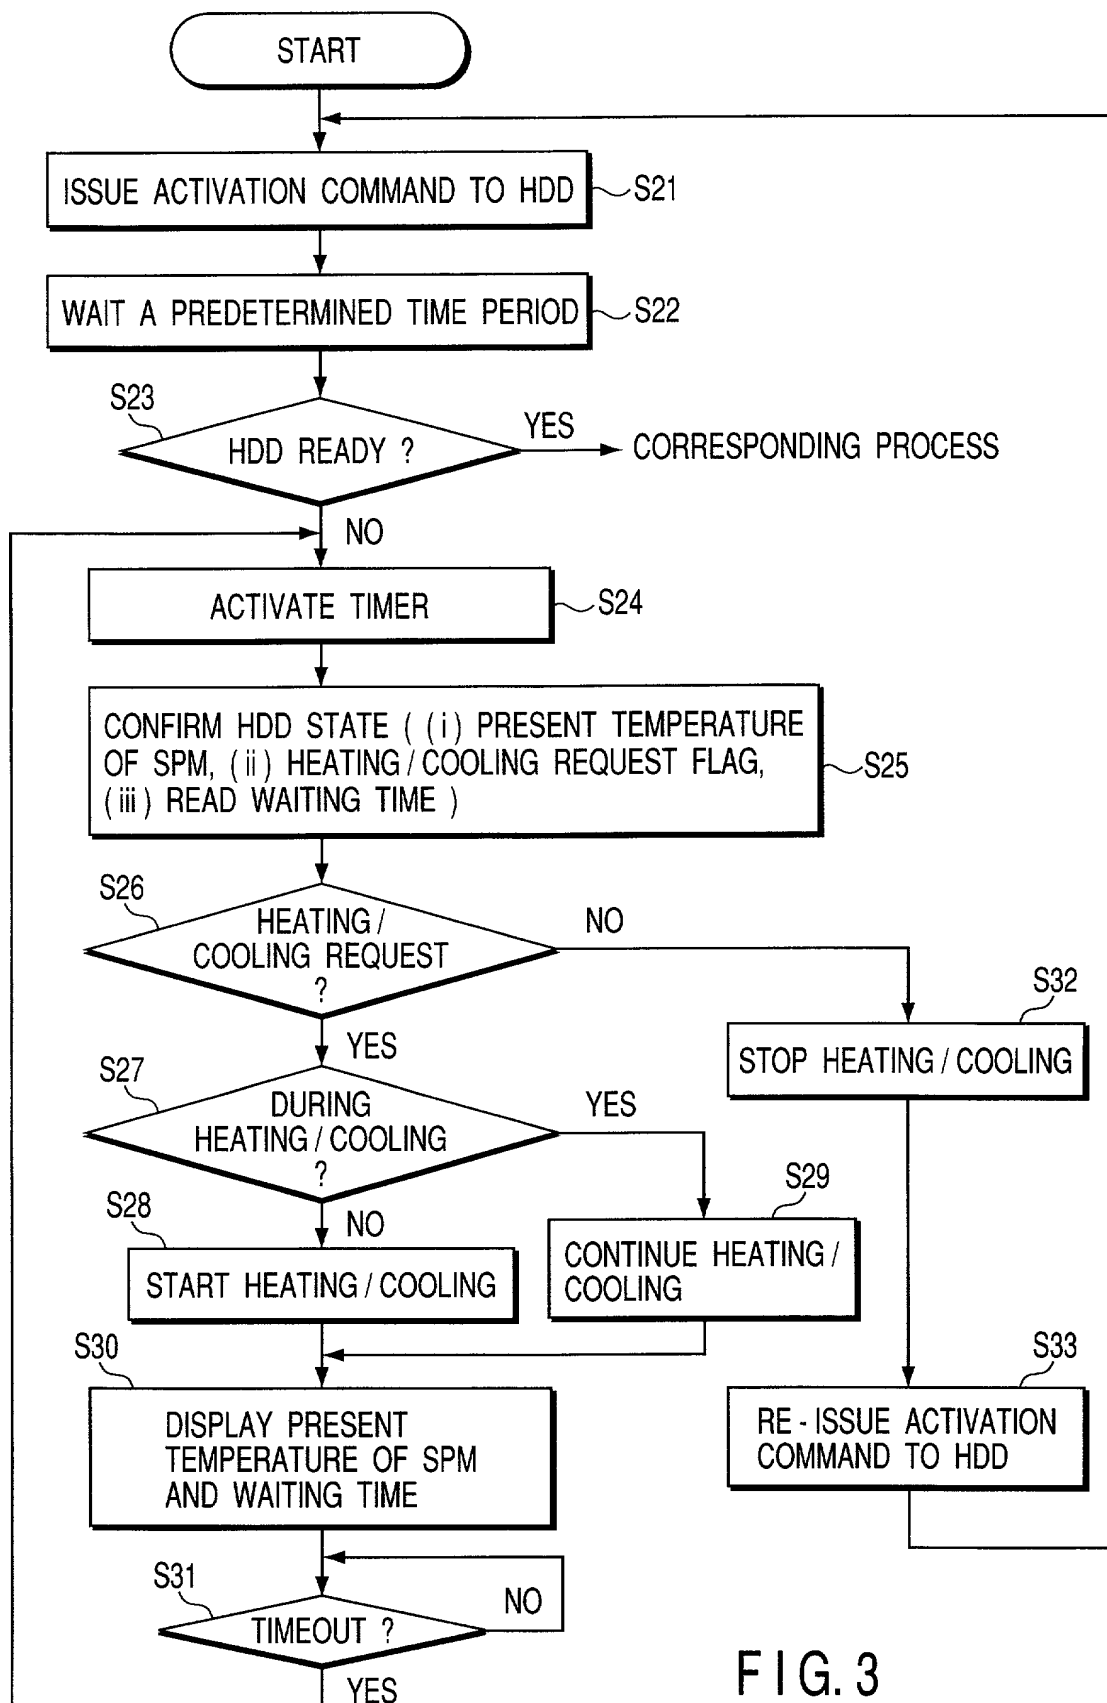 START
ISSUE ACTIVATION COMMAND TO HDD
S21
WAIT A PREDETERMINED TIME PERIOD
S22
S23
HDD READY ?
YES
CORRESPONDING PROCESS
NO
ACTIVATE TIMER
S24
CONFIRM HDD STATE ( (i) PRESENT TEMPERATURE
OF SPM, (ii) HEATING / COOLING REQUEST FLAG,
(iii) READ WAITING TIME )
S25
S26
HEATING /
COOLING REQUEST
?
NO
YES
S32
STOP HEATING / COOLING
S27
DURING
HEATING / COOLING
?
YES
NO
S28
START HEATING / COOLING
S29
CONTINUE HEATING /
COOLING
S30
DISPLAY PRESENT
TEMPERATURE OF SPM
AND WAITING TIME
S33
RE - ISSUE ACTIVATION
COMMAND TO HDD
S31
TIMEOUT ?
NO
YES
FIG. 3